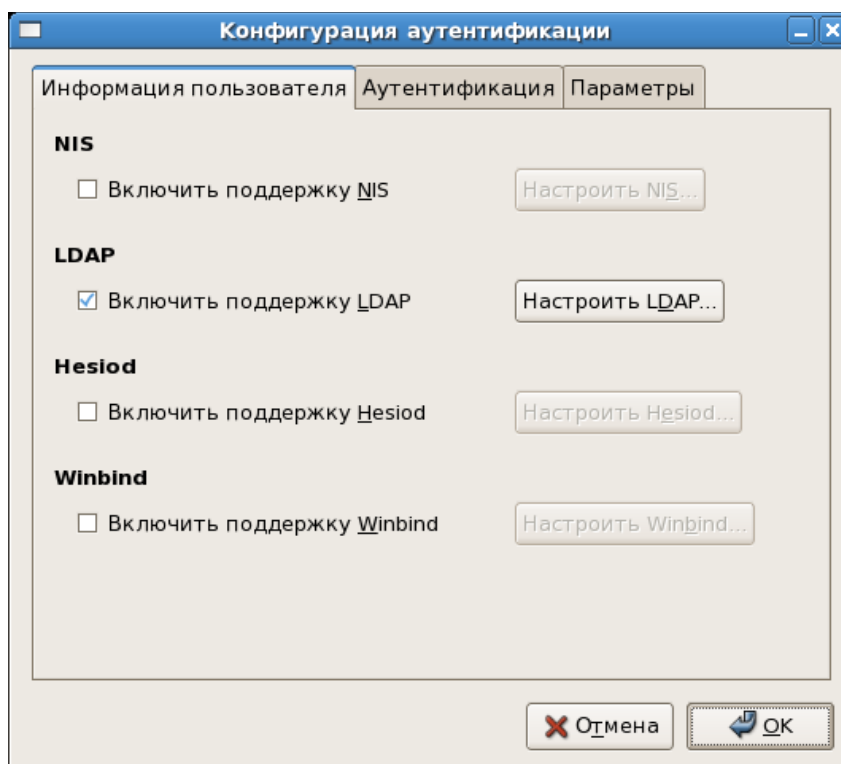 Конфигурация аутентификации
Информация пользователя Аутентификация Параметры
NIS
Включить поддержку NIS Настроить NIS...
LDAP
Включить поддержку LDAP Настроить LDAP...
Hesiod
Включить поддержку Hesiod Настроить Hesiod...
Winbind
Включить поддержку Winbind Настроить Winbind...
Отмена OK